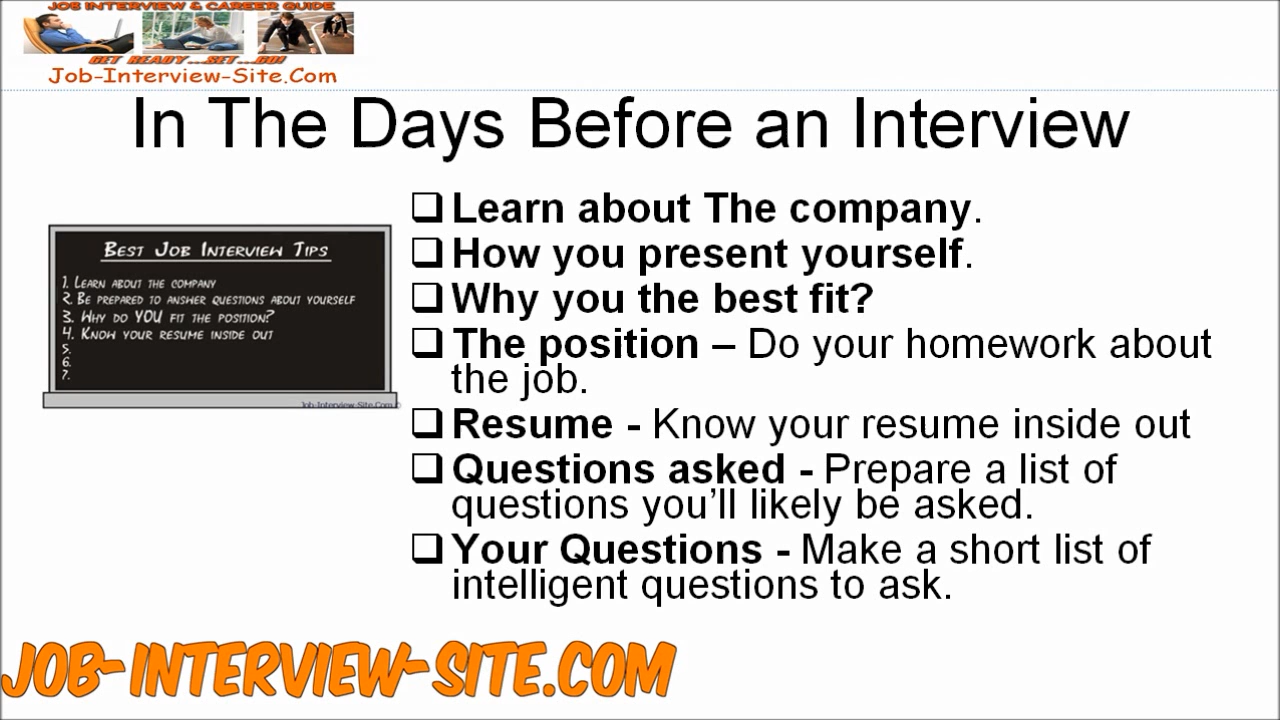 JOB INTERVIEW & CAREER GUIDE
GET READY...SET...GO!
Job-Interview-Site.Com
In The Days Before an Interview
BEST JOB INTERVIEW TIPS
1. LEARN ABOUT THE COMPANY
2. BE PREPARED TO ANSWER QUESTIONS ABOUT YOURSELF
3. WHY DO YOU FIT THE POSITION?
4. KNOW YOUR RESUME INSIDE OUT
5.
6.
7.
Job-Interview-Site.Com ©
Learn about The company.
How you present yourself.
Why you the best fit?
The position – Do your homework about
the job.
Resume - Know your resume inside out
Questions asked - Prepare a list of
questions you’ll likely be asked.
Your Questions - Make a short list of
intelligent questions to ask.
JOB-INTERVIEW-SITE.COM